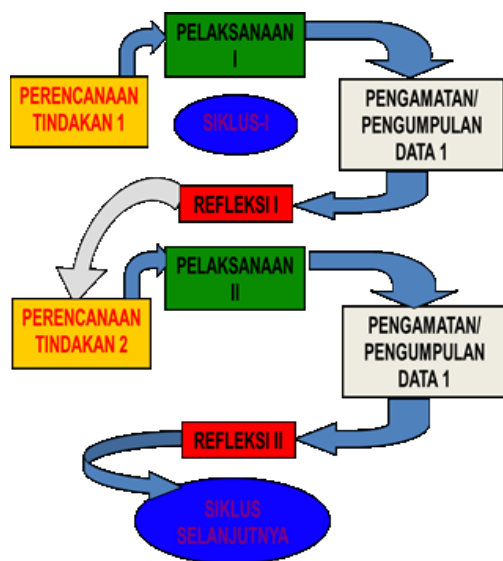 PELAKSANAAN
I
PERENCANAAN
TINDAKAN 1
SIKLUS-I
PENGAMATAN/
PENGUMPULAN
DATA 1
REFLEKSI I
PELAKSANAAN
II
PERENCANAAN
TINDAKAN 2
PENGAMATAN/
PENGUMPULAN
DATA 1
REFLEKSI II
SIKLUS
SELANJUTNYA